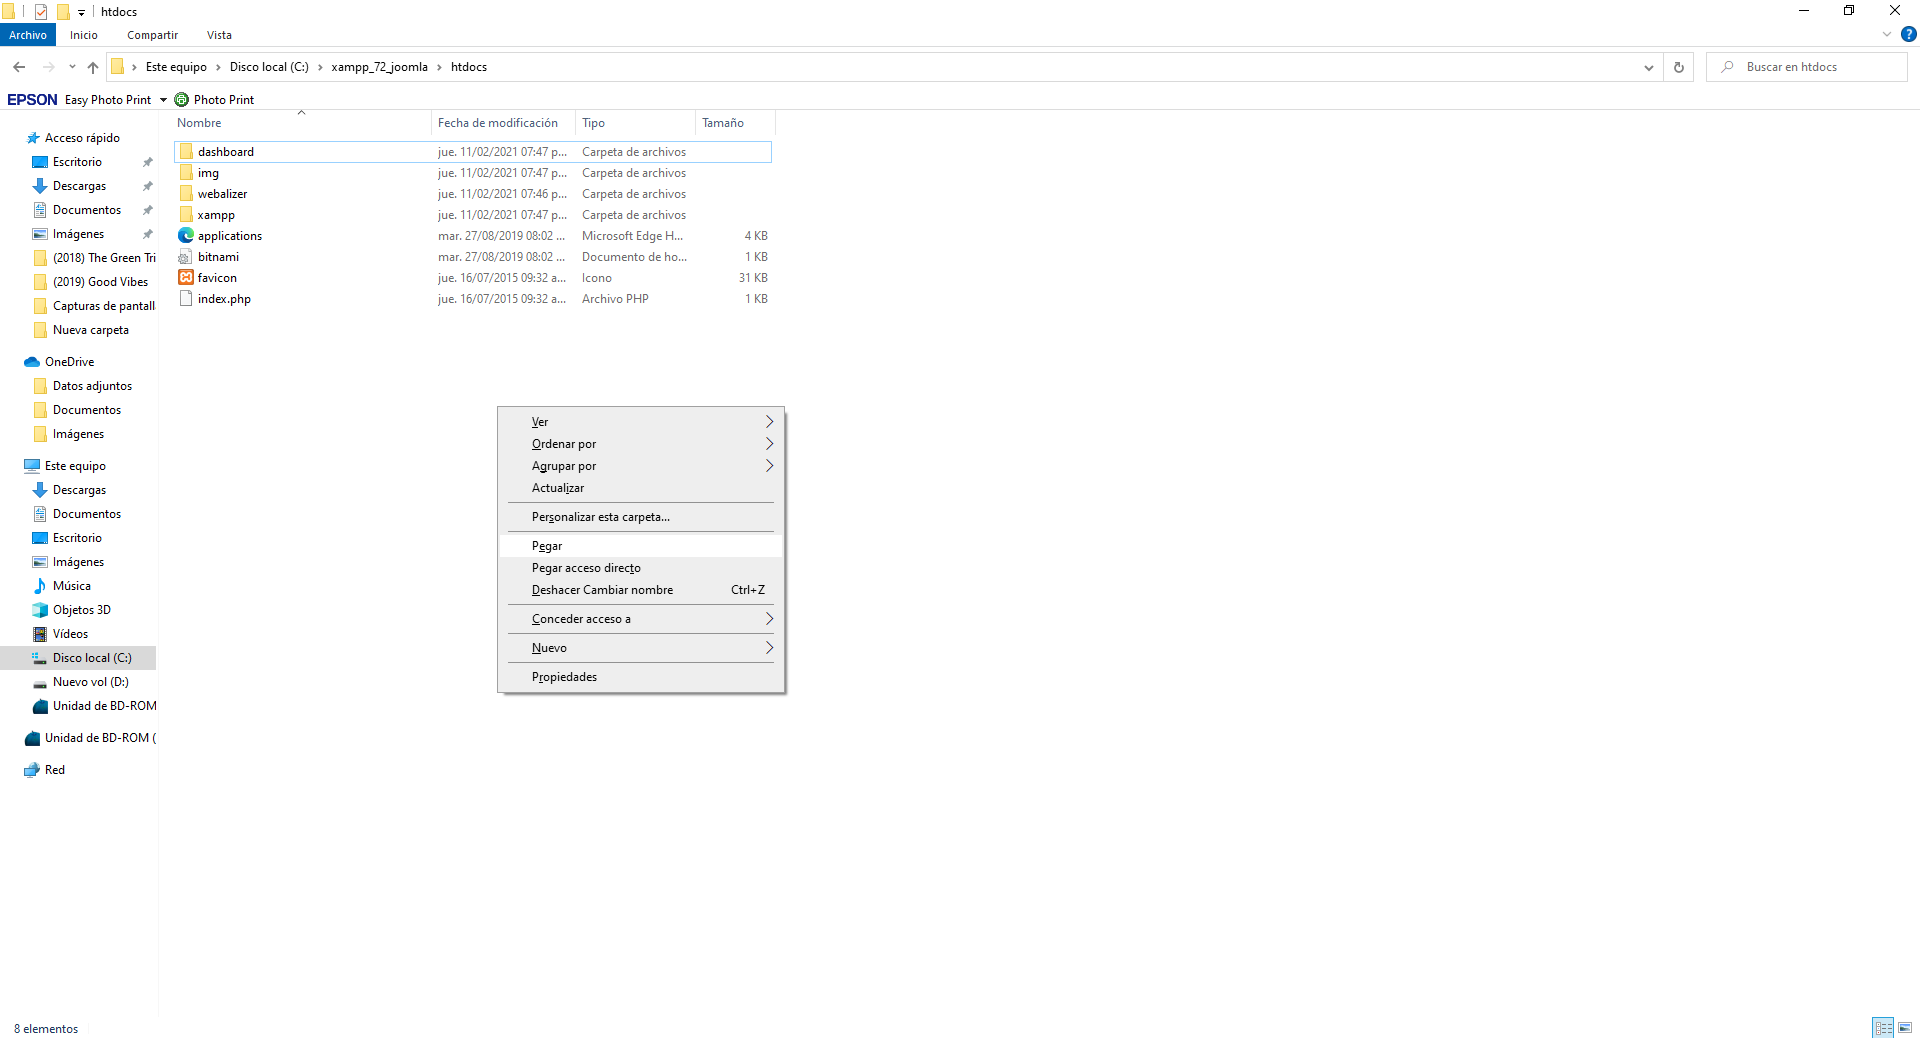 htdocs
Archivo Inicio Compartir Vista
Este equipo Disco local (C:) xampp_72_joomla htdocs
Buscar en htdocs
EPSON Easy Photo Print Photo Print
Nombre Fecha de modificación Tipo Tamaño
dashboard jue. 11/02/2021 07:47 p... Carpeta de archivos
img jue. 11/02/2021 07:47 p... Carpeta de archivos
webalizer jue. 11/02/2021 07:46 p... Carpeta de archivos
xampp jue. 11/02/2021 07:47 p... Carpeta de archivos
applications mar. 27/08/2019 08:02 ... Microsoft Edge H... 4 KB
bitnami mar. 27/08/2019 08:02 ... Documento de ho... 1 KB
favicon jue. 16/07/2015 09:32 a... Icono 31 KB
index.php jue. 16/07/2015 09:32 a... Archivo PHP 1 KB
Acceso rápido
Escritorio
Descargas
Documentos
Imágenes
(2018) The Green Tri
(2019) Good Vibes
Capturas de pantall
Nueva carpeta
OneDrive
Datos adjuntos
Documentos
Imágenes
Este equipo
Descargas
Documentos
Escritorio
Imágenes
Música
Objetos 3D
Vídeos
Disco local (C:)
Nuevo vol (D:)
Unidad de BD-ROM
Unidad de BD-ROM (
Red
Ver
Ordenar por
Agrupar por
Actualizar
Personalizar esta carpeta...
Pegar
Pegar acceso directo
Deshacer Cambiar nombre Ctrl+Z
Conceder acceso a
Nuevo
Propiedades
8 elementos